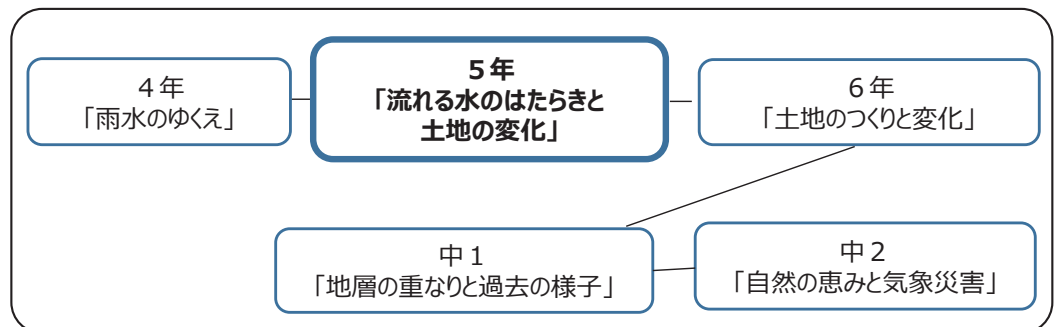 ４年
「雨水のゆくえ」
５年
「流れる水のはたらきと
土地の変化」
６年
「土地のつくりと変化」
中１
「地層の重なりと過去の様子」
中２
「自然の恵みと気象災害」